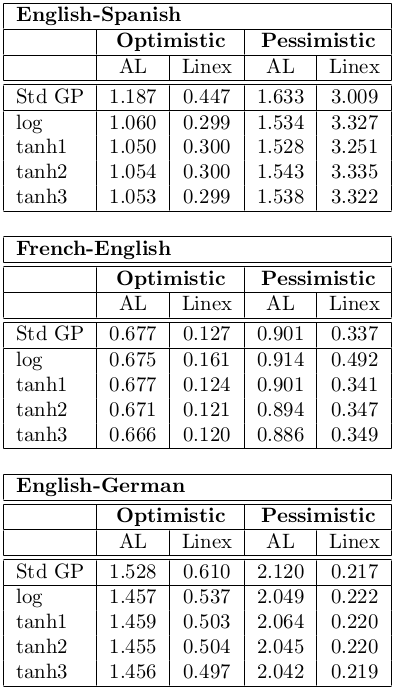 English-Spanish
Optimistic Pessimistic
AL Linex AL Linex
Std GP 1.187 0.447 1.633 3.009
log 1.060 0.299 1.534 3.327
tanh1 1.050 0.300 1.528 3.251
tanh2 1.054 0.300 1.543 3.335
tanh3 1.053 0.299 1.538 3.322
French-English
Optimistic Pessimistic
AL Linex AL Linex
Std GP 0.677 0.127 0.901 0.337
log 0.675 0.161 0.914 0.492
tanh1 0.677 0.124 0.901 0.341
tanh2 0.671 0.121 0.894 0.347
tanh3 0.666 0.120 0.886 0.349
English-German
Optimistic Pessimistic
AL Linex AL Linex
Std GP 1.528 0.610 2.120 0.217
log 1.457 0.537 2.049 0.222
tanh1 1.459 0.503 2.064 0.220
tanh2 1.455 0.504 2.045 0.220
tanh3 1.456 0.497 2.042 0.219